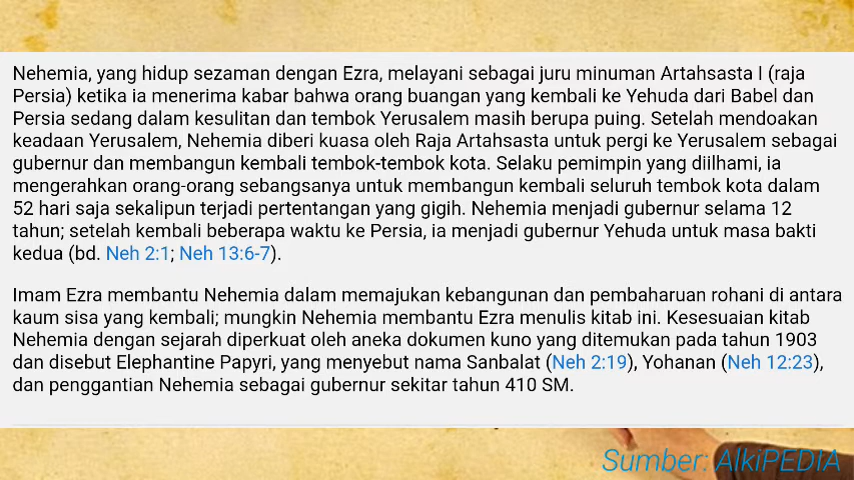 Nehemia, yang hidup sezaman dengan Ezra, melayani sebagai juru minuman Artahsasta I (raja
Persia) ketika ia menerima kabar bahwa orang buangan yang kembali ke Yehuda dari Babel dan
Persia sedang dalam kesulitan dan tembok Yerusalem masih berupa puing. Setelah mendoakan
keadaan Yerusalem, Nehemia diberi kuasa oleh Raja Artahsasta untuk pergi ke Yerusalem sebagai
gubernur dan membangun kembali tembok-tembok kota. Selaku pemimpin yang diilhami, ia
mengerahkan orang-orang sebangsanya untuk membangun kembali seluruh tembok kota dalam
52 hari saja sekalipun terjadi pertentangan yang gigih. Nehemia menjadi gubernur selama 12
tahun; setelah kembali beberapa waktu ke Persia, ia menjadi gubernur Yehuda untuk masa bakti
kedua (bd. Neh 2:1; Neh 13:6-7).
Imam Ezra membantu Nehemia dalam memajukan kebangunan dan pembaharuan rohani di antara
kaum sisa yang kembali; mungkin Nehemia membantu Ezra menulis kitab ini. Kesesuaian kitab
Nehemia dengan sejarah diperkuat oleh aneka dokumen kuno yang ditemukan pada tahun 1903
dan disebut Elephantine Papyri, yang menyebut nama Sanbalat (Neh 2:19), Yohanan (Neh 12:23),
dan penggantian Nehemia sebagai gubernur sekitar tahun 410 SM.
Sumber: AlkiPEDIA